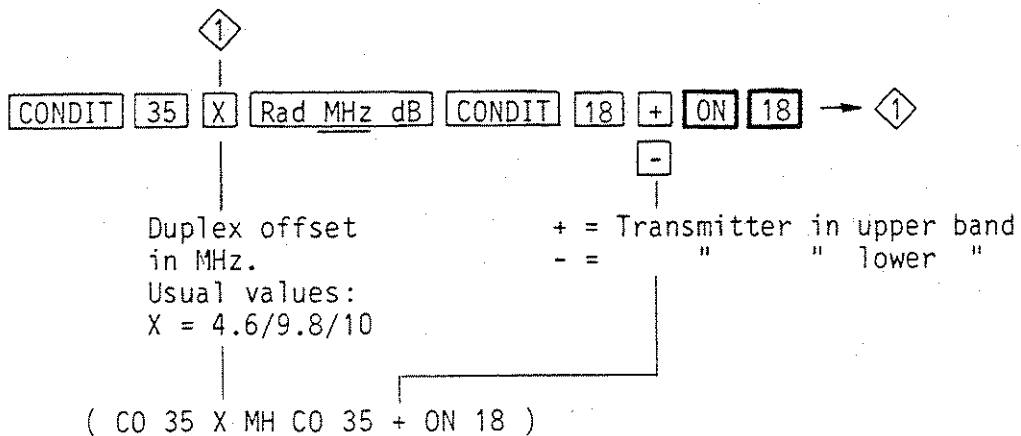 1
CONDIT 35 X Rad MHz dB CONDIT 18 + ON 18 → 1
-
Duplex offset
in MHz.
Usual values:
X = 4.6/9.8/10
+ = Transmitter in upper band
- = " " lower "
( CO 35 X MH CO 35 + ON 18 )